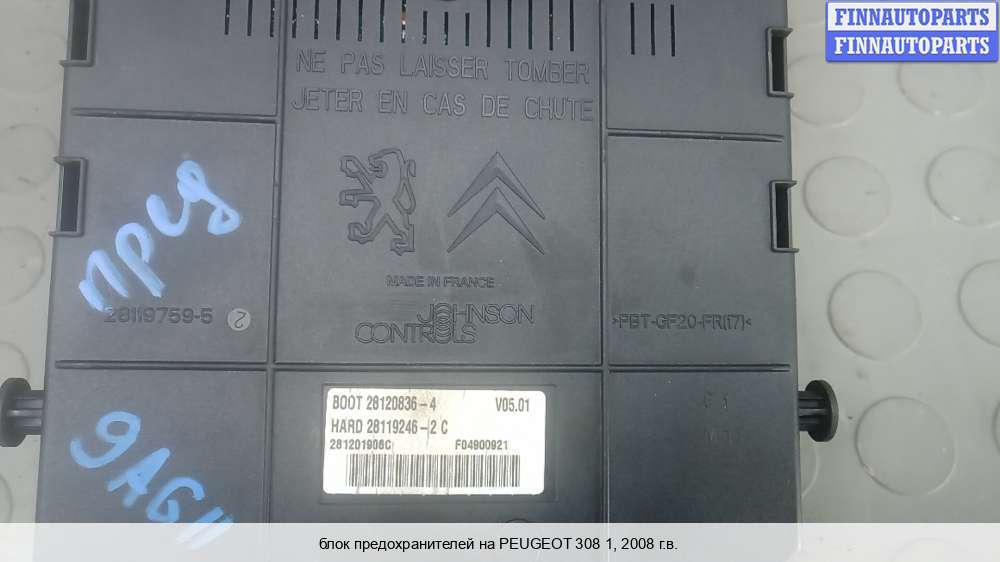 FINNAUTOPARTS
FINNAUTOPARTS
NE PAS LAISSER TOMBER
JETER EN CAS DE CHUTE
MADE IN FRANCE
28119759-5 2
JOHNSON
CONTROLS
>PBT-GF20-FR(17)<
BOOT 28120836-4 V05.01
HARD 28119246-2 C
281201908C F04900921
9AG11
блок предохранителей на PEUGEOT 308 1, 2008 г.в.